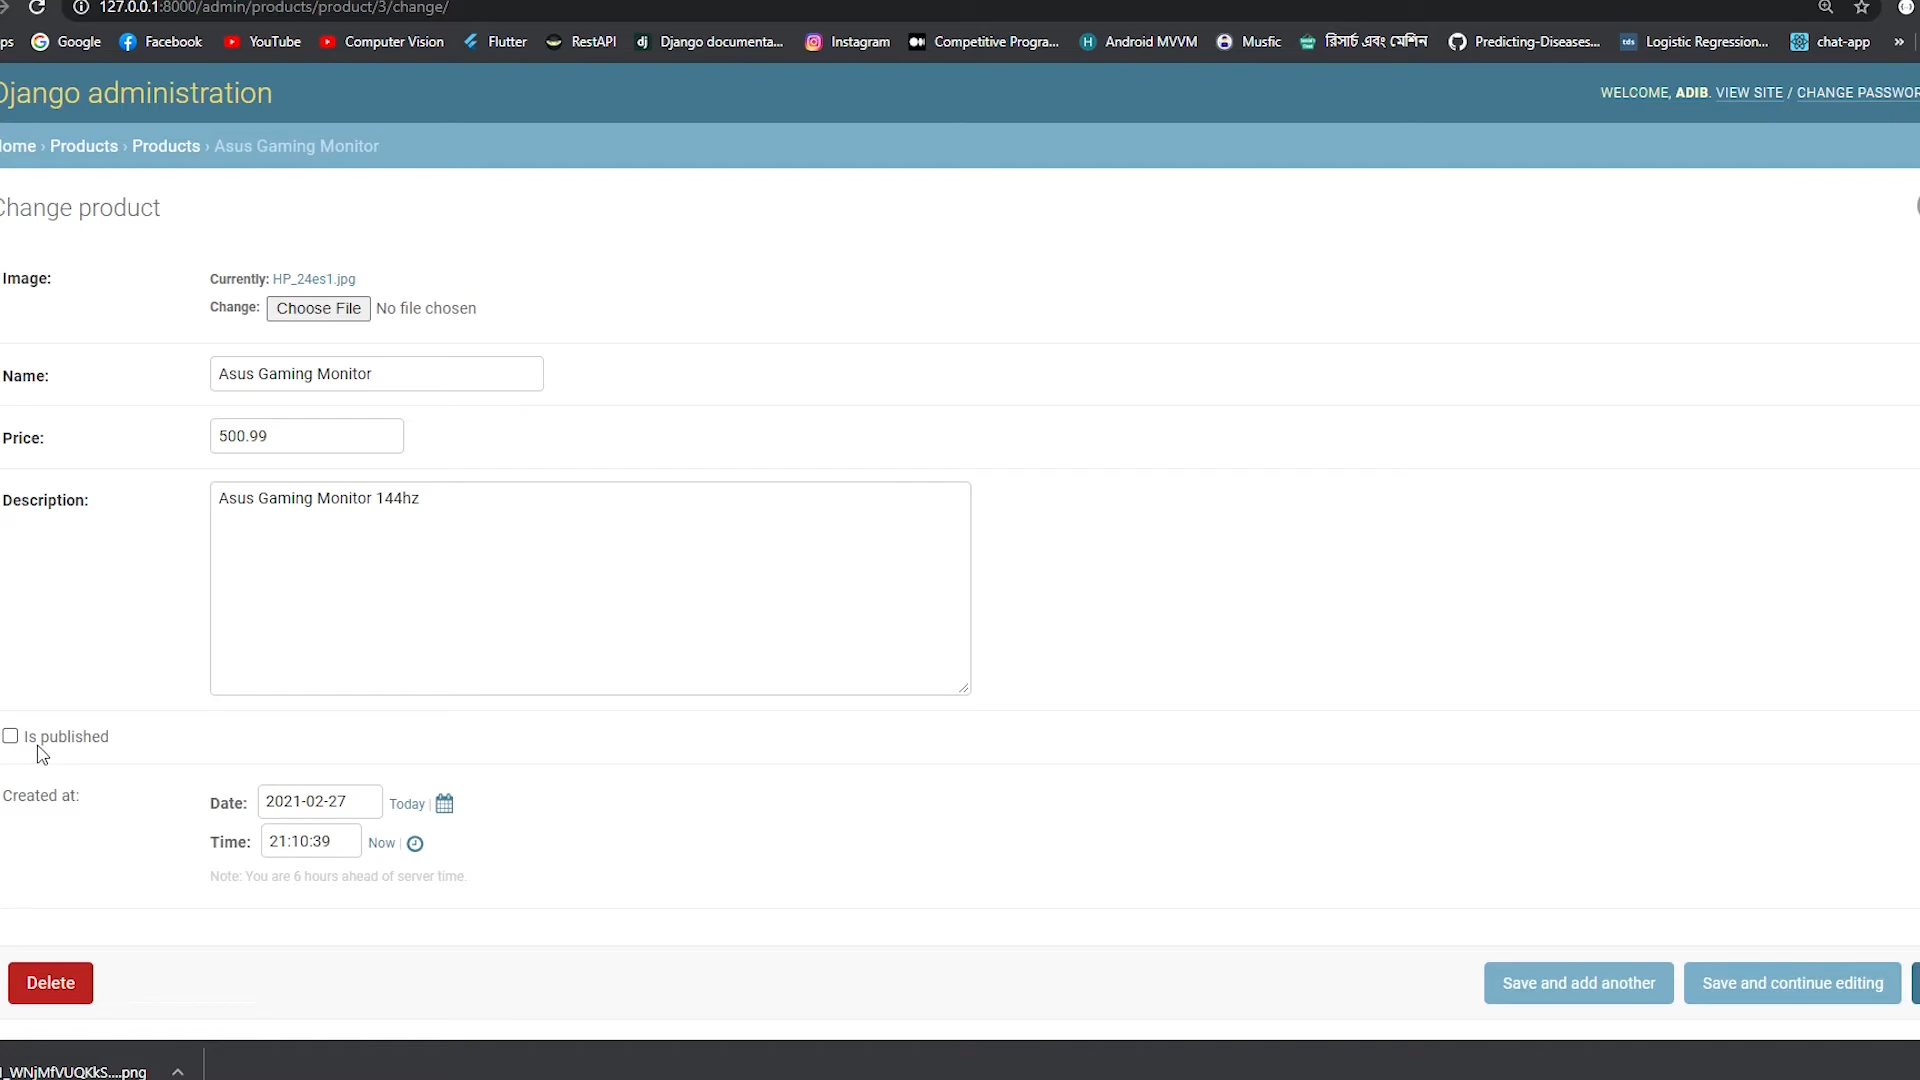 127.0.0.1:8000/admin/products/product/3/change/
ps Google Facebook YouTube Computer Vision Flutter RestAPI Django documenta... Instagram Competitive Progra... Android MVVM Musfic রিসার্চ এবং মেশিন Predicting-Diseases... Logistic Regression... chat-app »
Django administration
WELCOME, ADIB. VIEW SITE / CHANGE PASSWOR
Home › Products › Products › Asus Gaming Monitor
Change product
Image:
Currently: HP_24es1.jpg
Change: Choose File No file chosen
Name:
Asus Gaming Monitor
Price:
500.99
Description:
Asus Gaming Monitor 144hz
Is published
Created at:
Date: 2021-02-27 Today |
Time: 21:10:39 Now |
Note: You are 6 hours ahead of server time.
Delete
Save and add another
Save and continue editing
_WNjMfVUQKkS....png